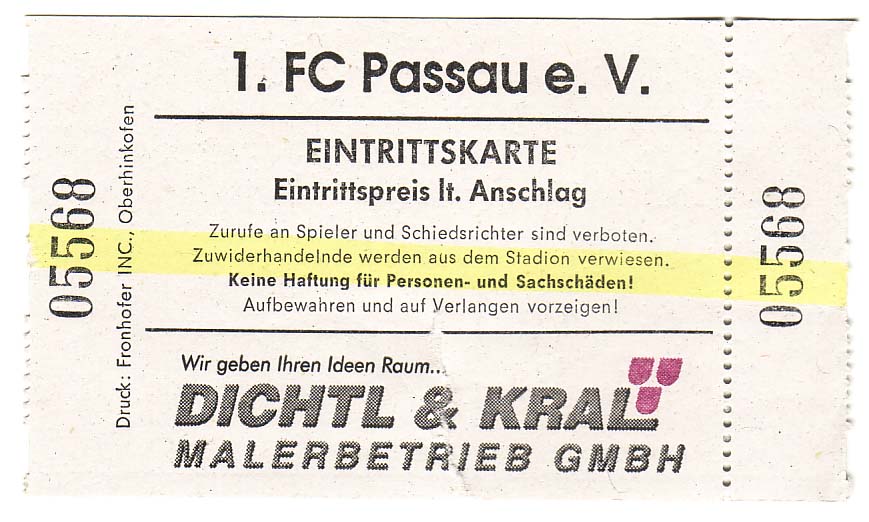 1. FC Passau e. V.
EINTRITTSKARTE
Eintrittspreis lt. Anschlag
Zurufe an Spieler und Schiedsrichter sind verboten.
Zuwiderhandelnde werden aus dem Stadion verwiesen.
Keine Haftung für Personen- und Sachschäden!
Aufbewahren und auf Verlangen vorzeigen!
Wir geben Ihren Ideen Raum...
DICHTL & KRAL
MALERBETRIEB GMBH
05568
Druck: Fronhofer INC., Oberhinkofen
05568